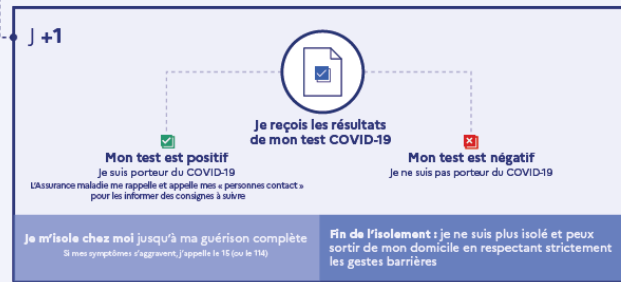 J +1
Je reçois les résultats
de mon test COVID-19
Mon test est positif
Je suis porteur du COVID-19
L'Assurance maladie me rappelle et appelle mes « personnes contact »
pour les informer des consignes à suivre
Mon test est négatif
Je ne suis pas porteur du COVID-19
Je m'isole chez moi jusqu'à ma guérison complète
Si mes symptômes s'aggravent, j'appelle le 15 (ou le 114)
Fin de l'isolement : je ne suis plus isolé et peux
sortir de mon domicile en respectant strictement
les gestes barrières